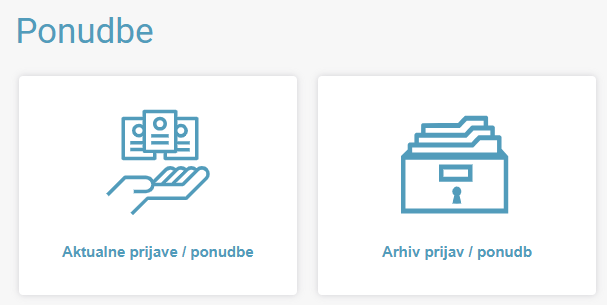 Ponudbe
Aktualne prijave / ponudbe
Arhiv prijav / ponudb